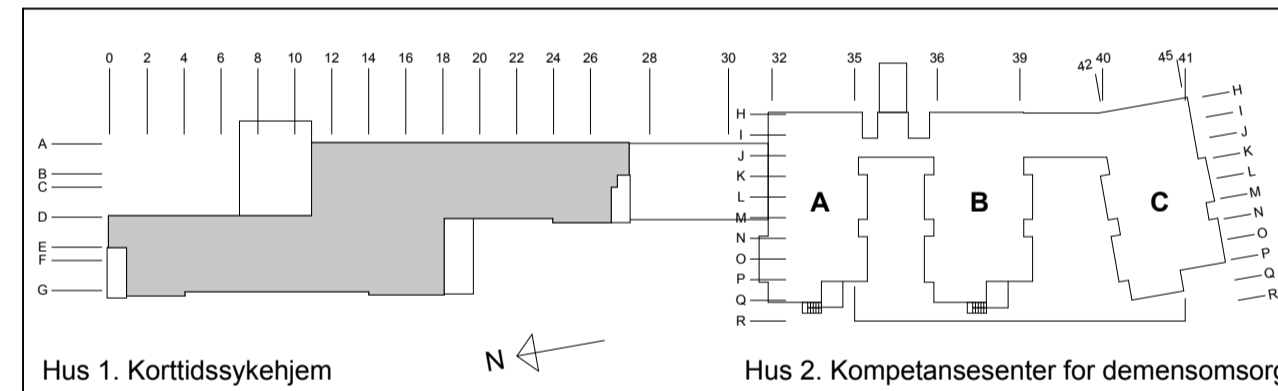 0 2 4 6 8 10 12 14 16 18 20 22 24 26 28 30 32 35 36 39 42 40 45 41
A
B
C
D
E
F
G
H
I
J
K
L
M
N
O
P
Q
R
A B C
H
I
J
K
L
M
N
O
P
Q
R
N
Hus 1. Korttidssykehjem
Hus 2. Kompetansesenter for demensomsorg